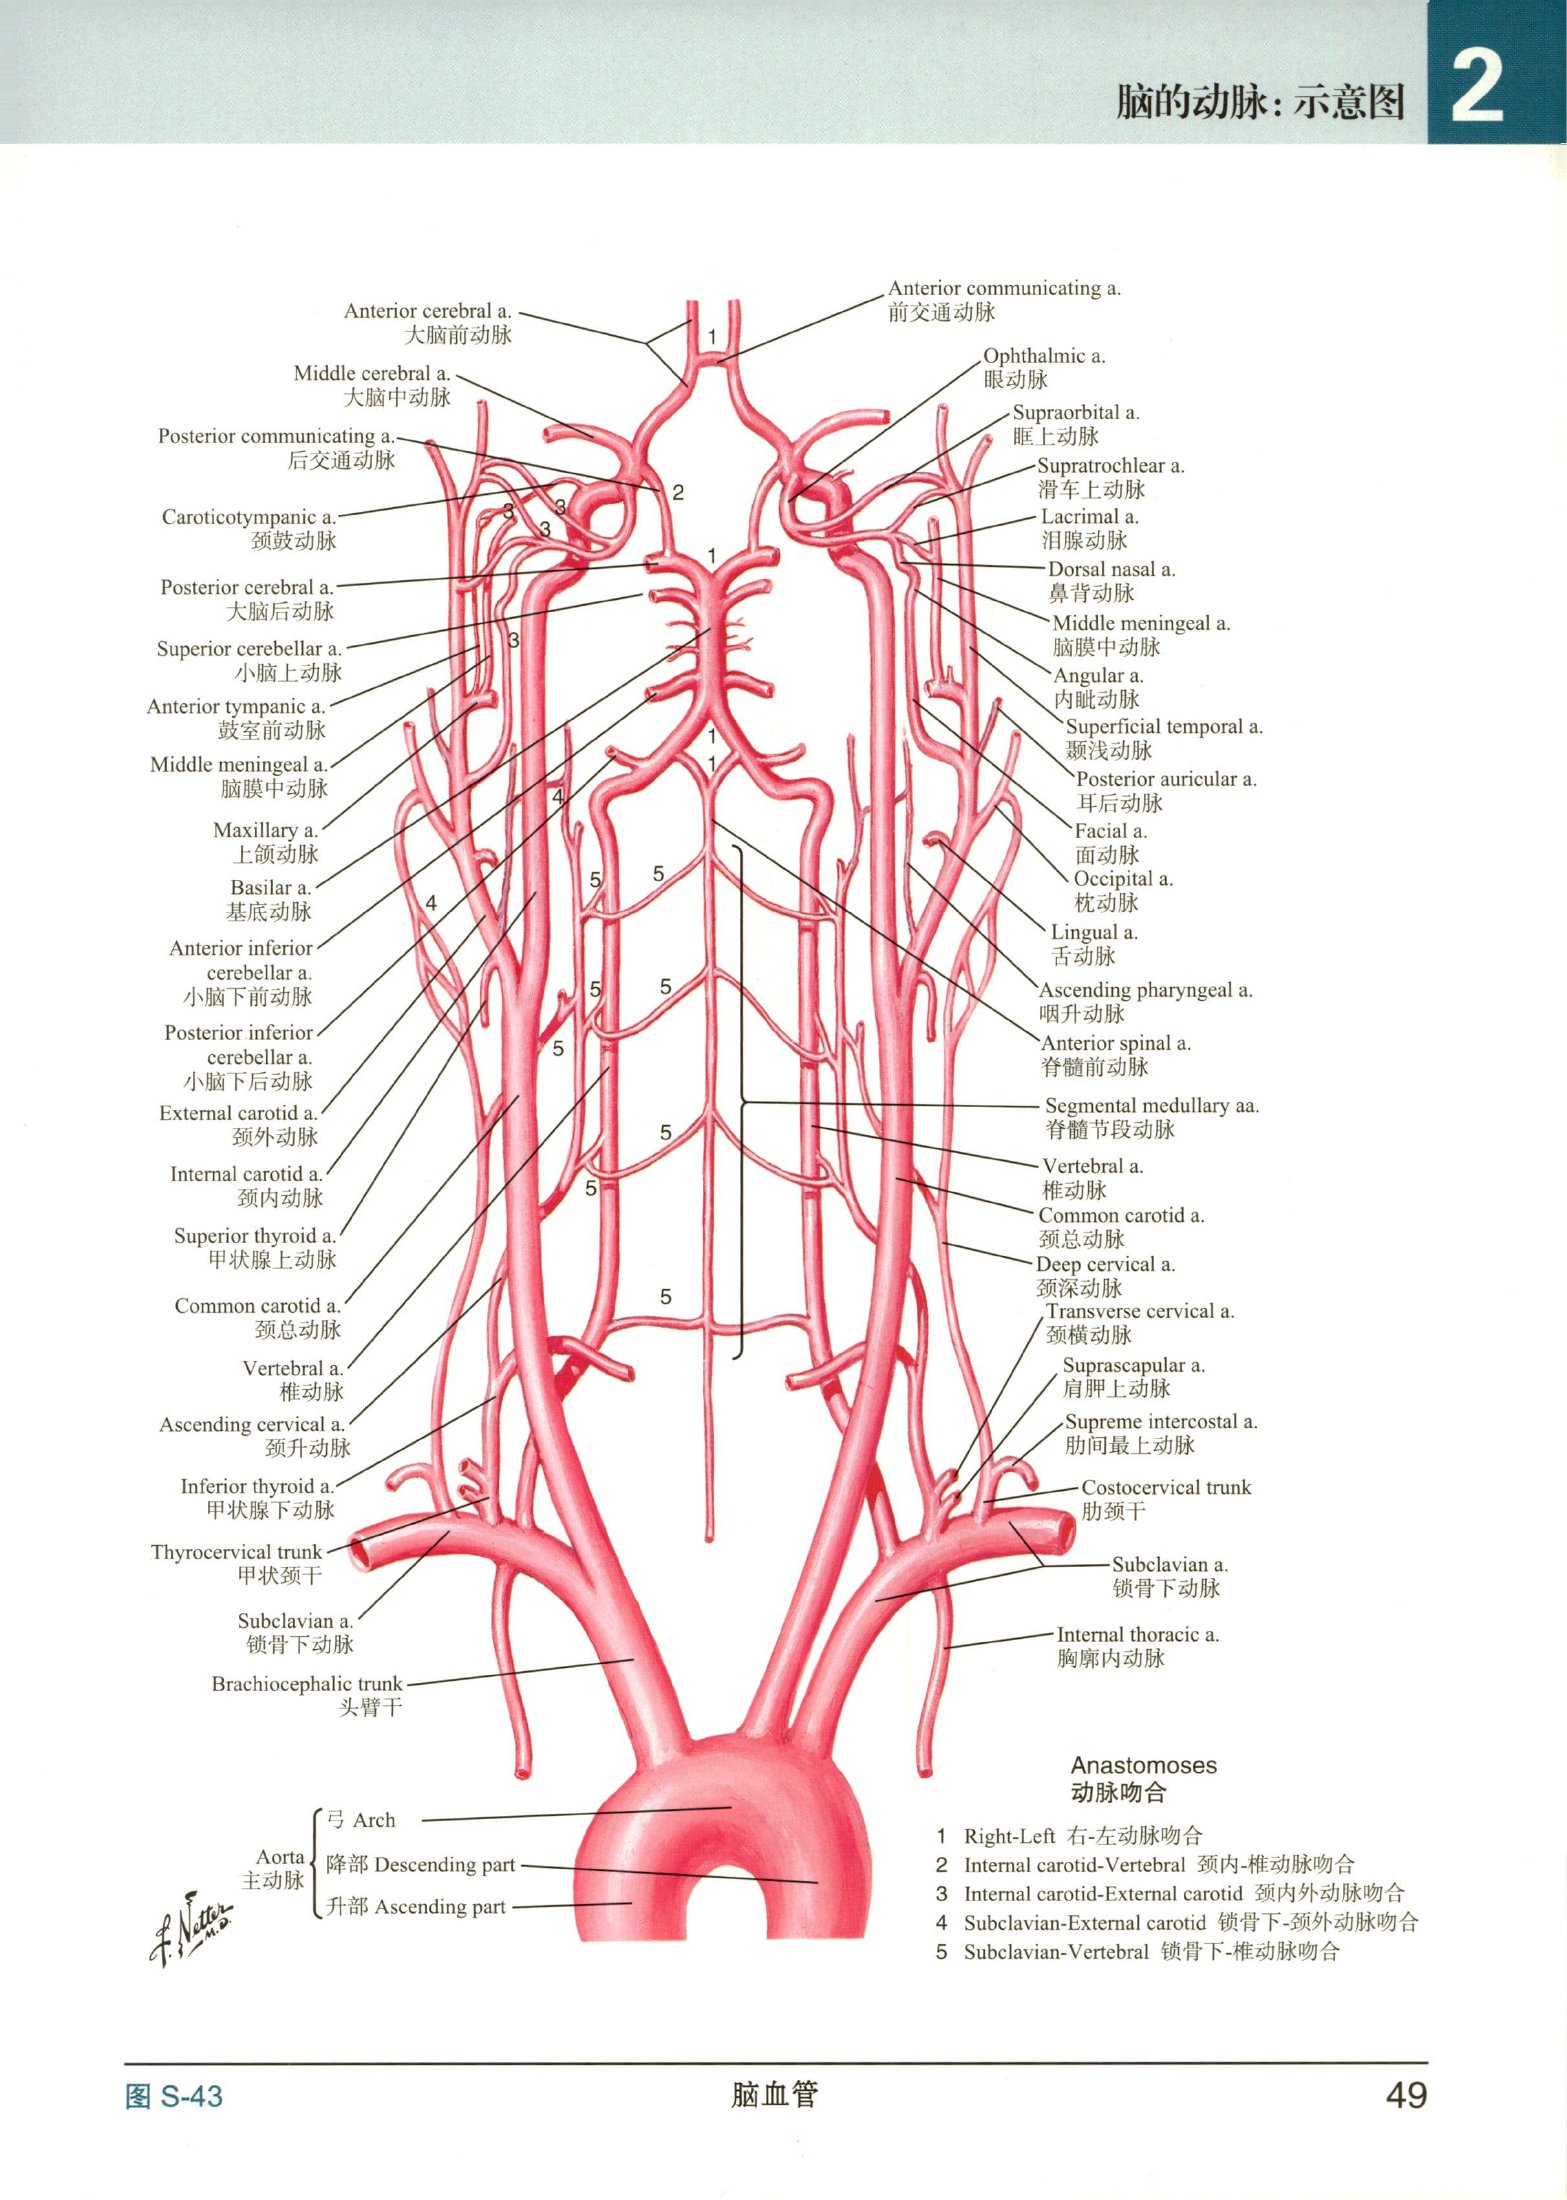 脑的动脉：示意图
2
Anterior cerebral a.
大脑前动脉
Middle cerebral a.
大脑中动脉
Posterior communicating a.
后交通动脉
Caroticotympanic a.
颈鼓动脉
Posterior cerebral a.
大脑后动脉
Superior cerebellar a.
小脑上动脉
Anterior tympanic a.
鼓室前动脉
Middle meningeal a.
脑膜中动脉
Maxillary a.
上颌动脉
Basilar a.
基底动脉
Anterior inferior
cerebellar a.
小脑下前动脉
Posterior inferior
cerebellar a.
小脑下后动脉
External carotid a.
颈外动脉
Internal carotid a.
颈内动脉
Superior thyroid a.
甲状腺上动脉
Common carotid a.
颈总动脉
Vertebral a.
椎动脉
Ascending cervical a.
颈升动脉
Inferior thyroid a.
甲状腺下动脉
Thyrocervical trunk
甲状颈干
Subclavian a.
锁骨下动脉
Brachiocephalic trunk
头臂干
Aorta
主动脉
弓 Arch
降部 Descending part
升部 Ascending part
1
2
3
3
3
1
3
1
1
4
4
5
5
5
5
5
5
5
5
Anterior communicating a.
前交通动脉
Ophthalmic a.
眼动脉
Supraorbital a.
眶上动脉
Supratrochlear a.
滑车上动脉
Lacrimal a.
泪腺动脉
Dorsal nasal a.
鼻背动脉
Middle meningeal a.
脑膜中动脉
Angular a.
内眦动脉
Superficial temporal a.
颞浅动脉
Posterior auricular a.
耳后动脉
Facial a.
面动脉
Occipital a.
枕动脉
Lingual a.
舌动脉
Ascending pharyngeal a.
咽升动脉
Anterior spinal a.
脊髓前动脉
Segmental medullary aa.
脊髓节段动脉
Vertebral a.
椎动脉
Common carotid a.
颈总动脉
Deep cervical a.
颈深动脉
Transverse cervical a.
颈横动脉
Suprascapular a.
肩胛上动脉
Supreme intercostal a.
肋间最上动脉
Costocervical trunk
肋颈干
Subclavian a.
锁骨下动脉
Internal thoracic a.
胸廓内动脉
Anastomoses
动脉吻合
1 Right-Left 右-左动脉吻合
2 Internal carotid-Vertebral 颈内-椎动脉吻合
3 Internal carotid-External carotid 颈内外动脉吻合
4 Subclavian-External carotid 锁骨下-颈外动脉吻合
5 Subclavian-Vertebral 锁骨下-椎动脉吻合
F. Netter M.D.
图 S-43
脑血管
49